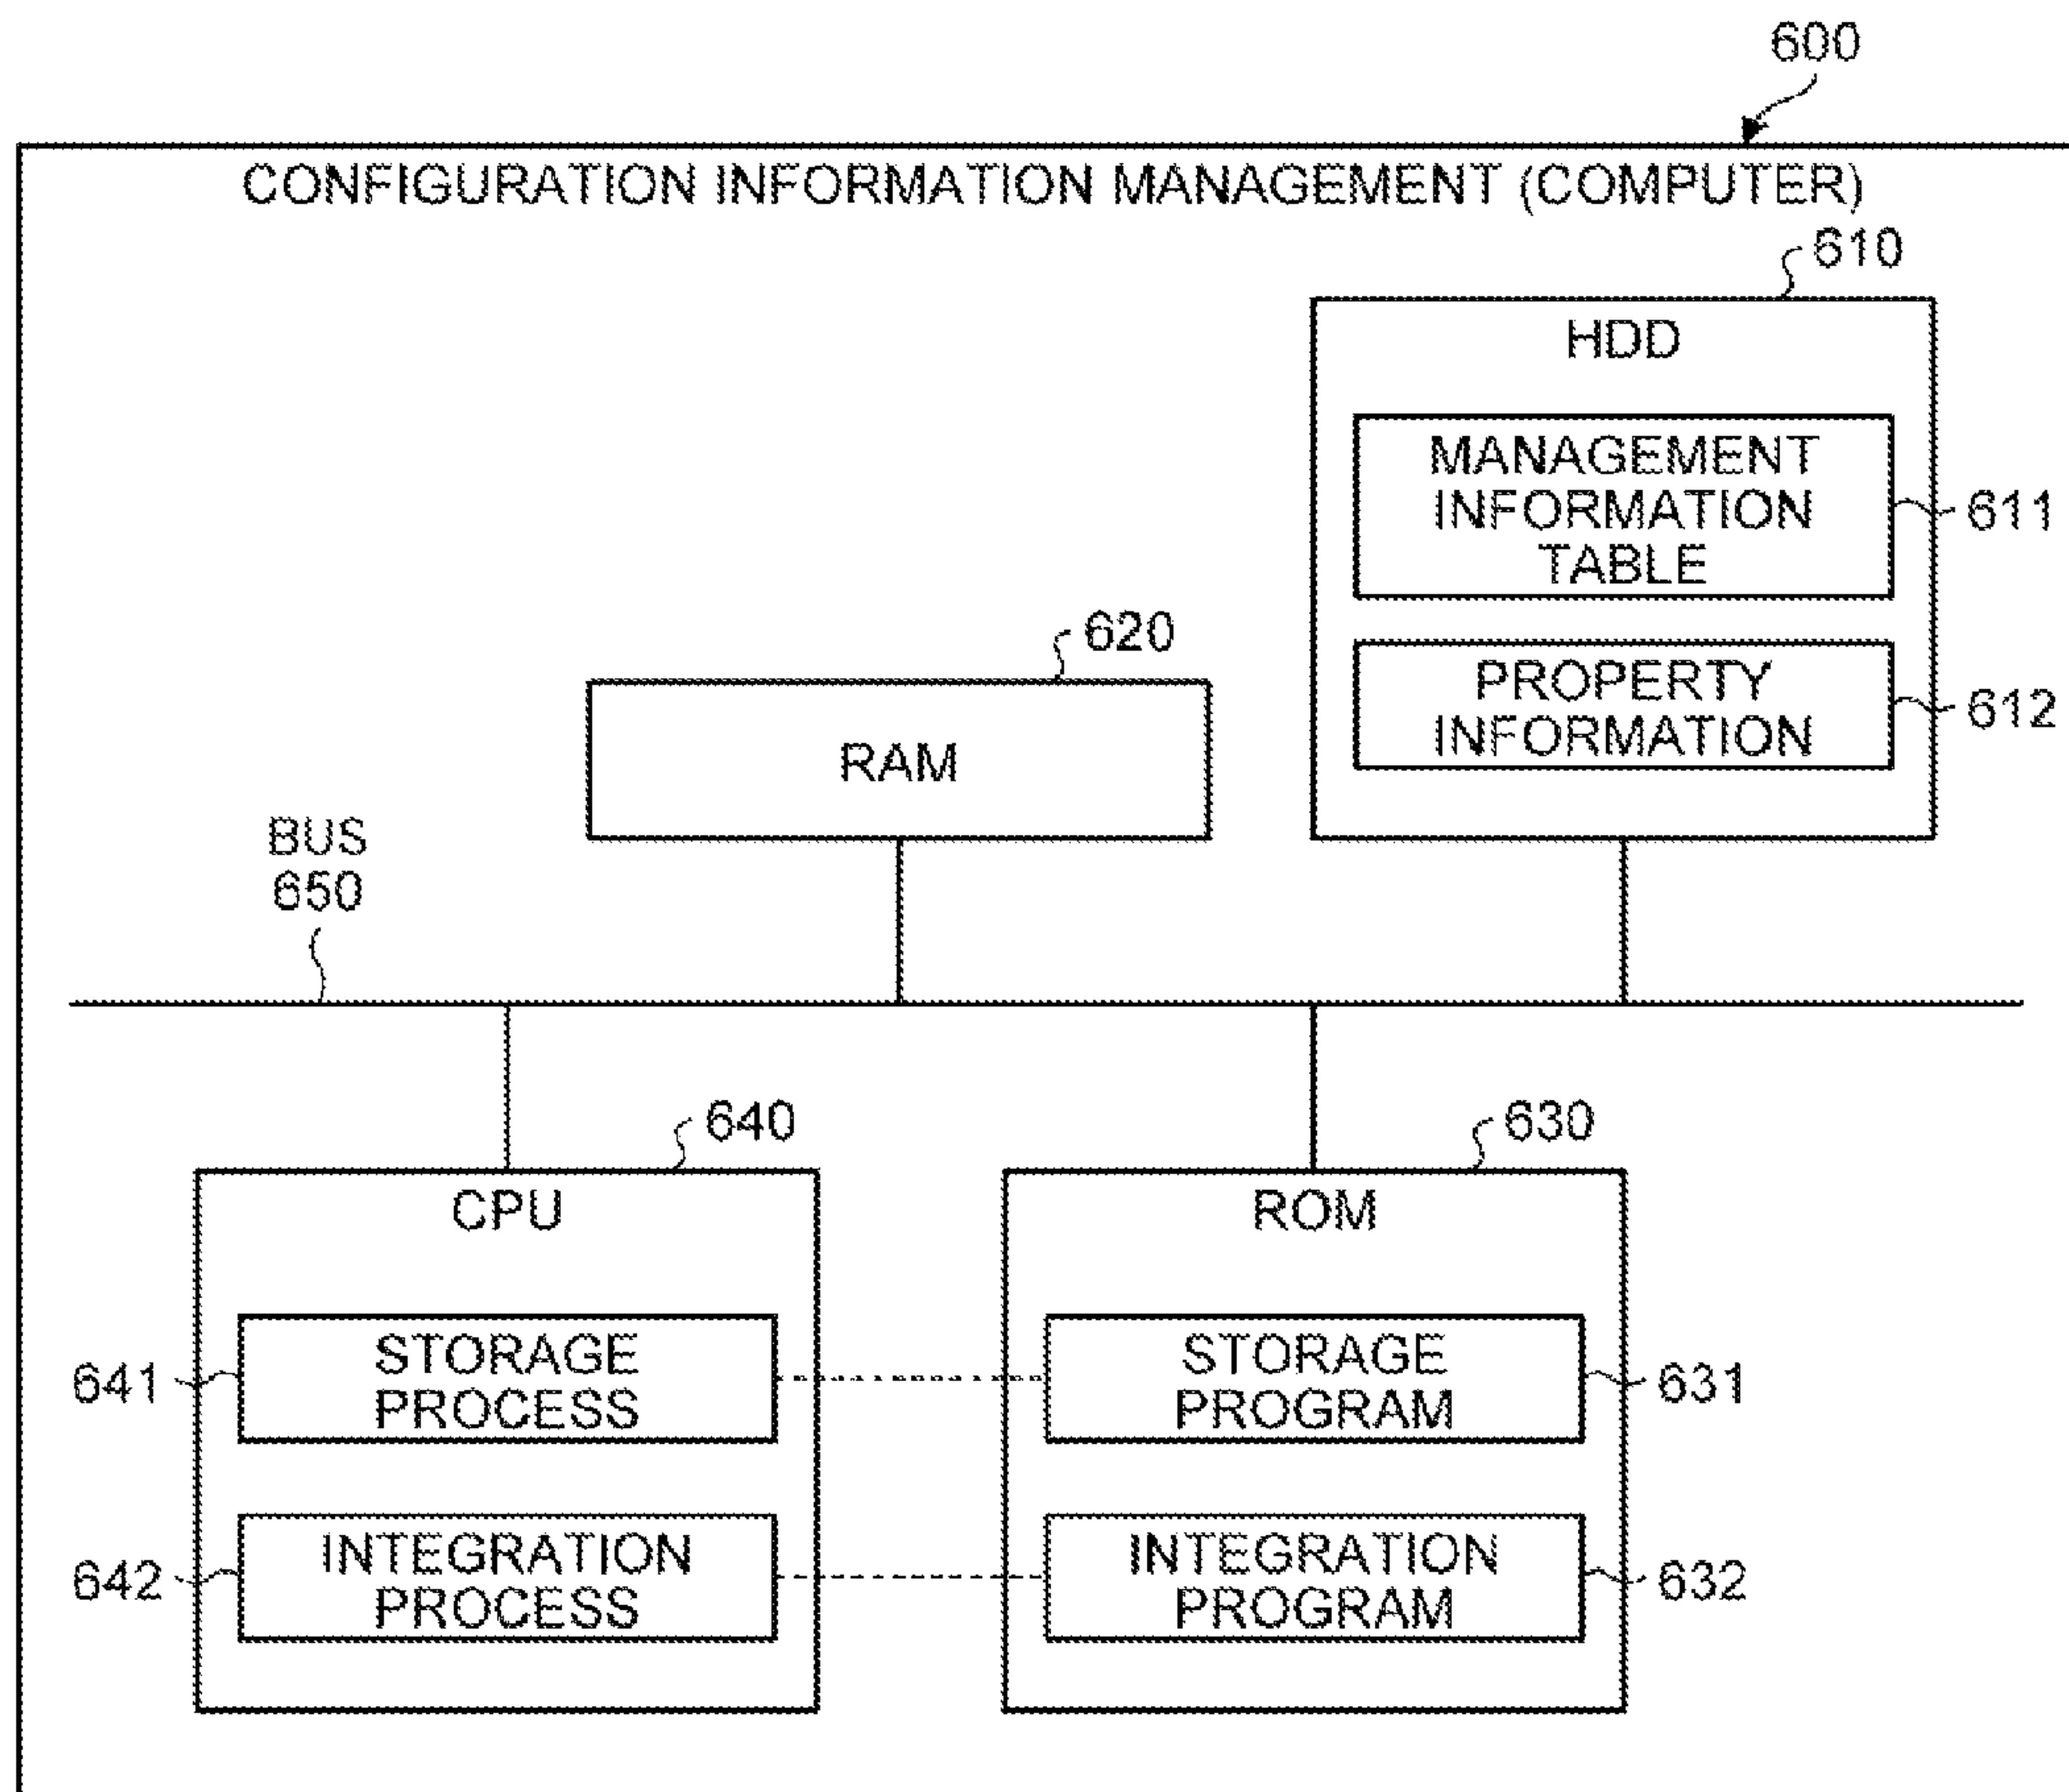 600
CONFIGURATION INFORMATION MANAGEMENT (COMPUTER)
610
HDD
MANAGEMENT
INFORMATION
TABLE
611
PROPERTY
INFORMATION
612
620
RAM
BUS
650
640
CPU
STORAGE
PROCESS
641
INTEGRATION
PROCESS
642
630
ROM
STORAGE
PROGRAM
631
INTEGRATION
PROGRAM
632